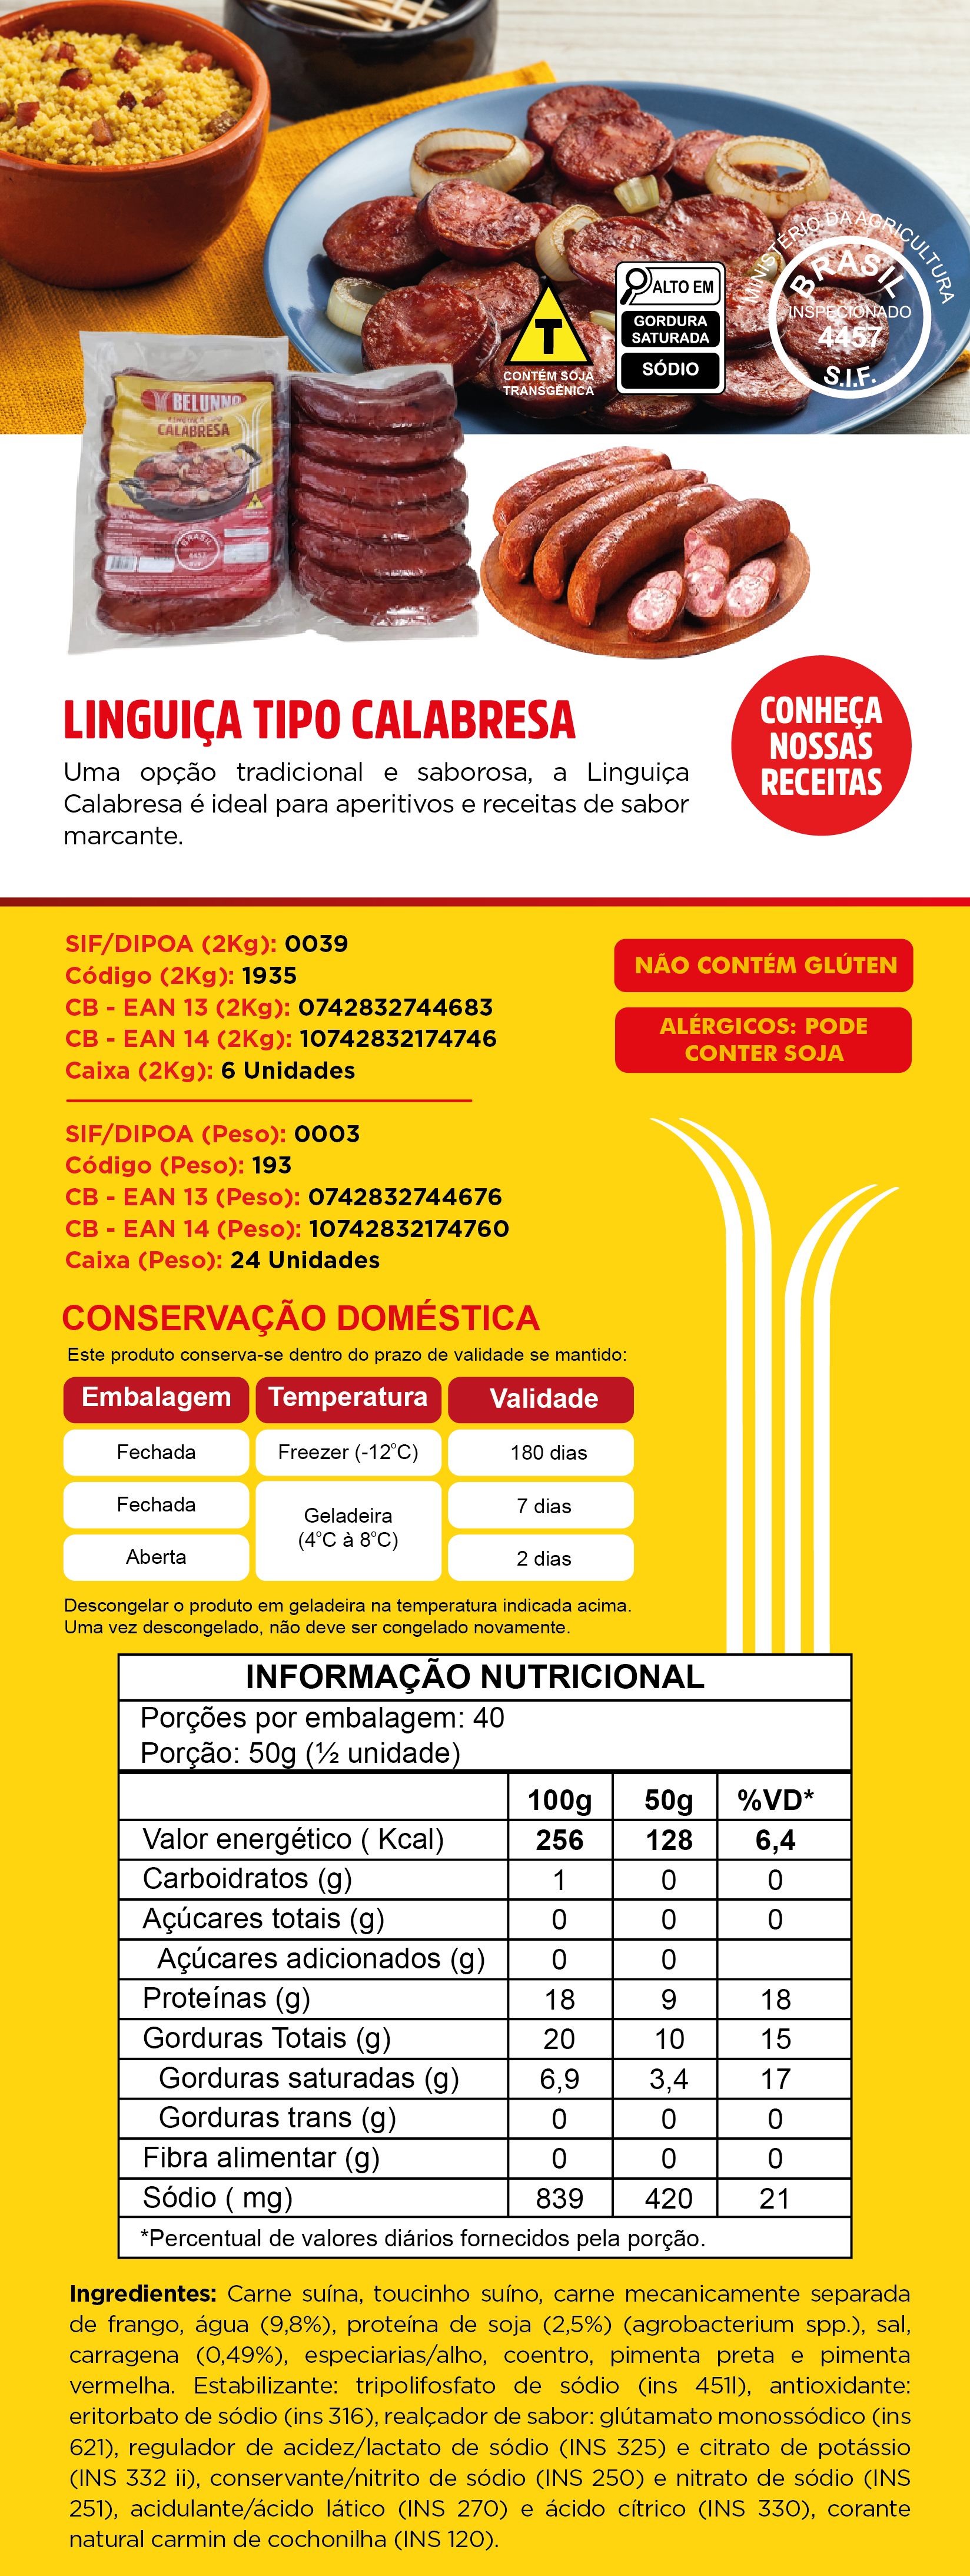 MINISTÉRIO DA AGRICULTURA
BRASIL
INSPECIONADO
4457
S.I.F.
ALTO EM
GORDURA
SATURADA
SÓDIO
T
CONTÉM SOJA
TRANSGÊNICA
BELUNNO
CALABRESA
T
BRASIL
4457
LINGUIÇA TIPO CALABRESA
Uma opção tradicional e saborosa, a Linguiça
Calabresa é ideal para aperitivos e receitas de sabor
marcante.
CONHEÇA
NOSSAS
RECEITAS
SIF/DIPOA (2Kg): 0039
Código (2Kg): 1935
CB - EAN 13 (2Kg): 0742832744683
CB - EAN 14 (2Kg): 10742832174746
Caixa (2Kg): 6 Unidades
NÃO CONTÉM GLÚTEN
ALÉRGICOS: PODE
CONTER SOJA
SIF/DIPOA (Peso): 0003
Código (Peso): 193
CB - EAN 13 (Peso): 0742832744676
CB - EAN 14 (Peso): 10742832174760
Caixa (Peso): 24 Unidades
CONSERVAÇÃO DOMÉSTICA
Este produto conserva-se dentro do prazo de validade se mantido:
Embalagem Temperatura Validade
Fechada Freezer (-12°C) 180 dias
Fechada 7 dias
Geladeira
(4°C à 8°C)
Aberta 2 dias
Descongelar o produto em geladeira na temperatura indicada acima.
Uma vez descongelado, não deve ser congelado novamente.
INFORMAÇÃO NUTRICIONAL
Porções por embalagem: 40
Porção: 50g (½ unidade)
100g 50g %VD*
Valor energético ( Kcal) 256 128 6,4
Carboidratos (g) 1 0 0
Açúcares totais (g) 0 0 0
Açúcares adicionados (g) 0 0
Proteínas (g) 18 9 18
Gorduras Totais (g) 20 10 15
Gorduras saturadas (g) 6,9 3,4 17
Gorduras trans (g) 0 0 0
Fibra alimentar (g) 0 0 0
Sódio ( mg) 839 420 21
*Percentual de valores diários fornecidos pela porção.
Ingredientes: Carne suína, toucinho suíno, carne mecanicamente separada
de frango, água (9,8%), proteína de soja (2,5%) (agrobacterium spp.), sal,
carragena (0,49%), especiarias/alho, coentro, pimenta preta e pimenta
vermelha. Estabilizante: tripolifosfato de sódio (ins 451l), antioxidante:
eritorbato de sódio (ins 316), realçador de sabor: glútamato monossódico (ins
621), regulador de acidez/lactato de sódio (INS 325) e citrato de potássio
(INS 332 ii), conservante/nitrito de sódio (INS 250) e nitrato de sódio (INS
251), acidulante/ácido lático (INS 270) e ácido cítrico (INS 330), corante
natural carmin de cochonilha (INS 120).